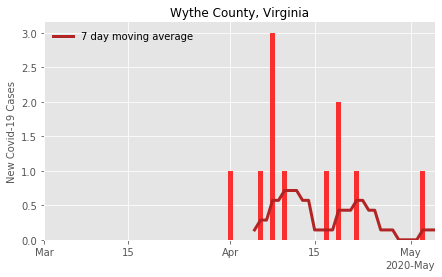 Wythe County, Virginia
7 day moving average
New Covid-19 Cases
3.0
2.5
2.0
1.5
1.0
0.5
0.0
Mar 15 Apr 15 May
2020-May